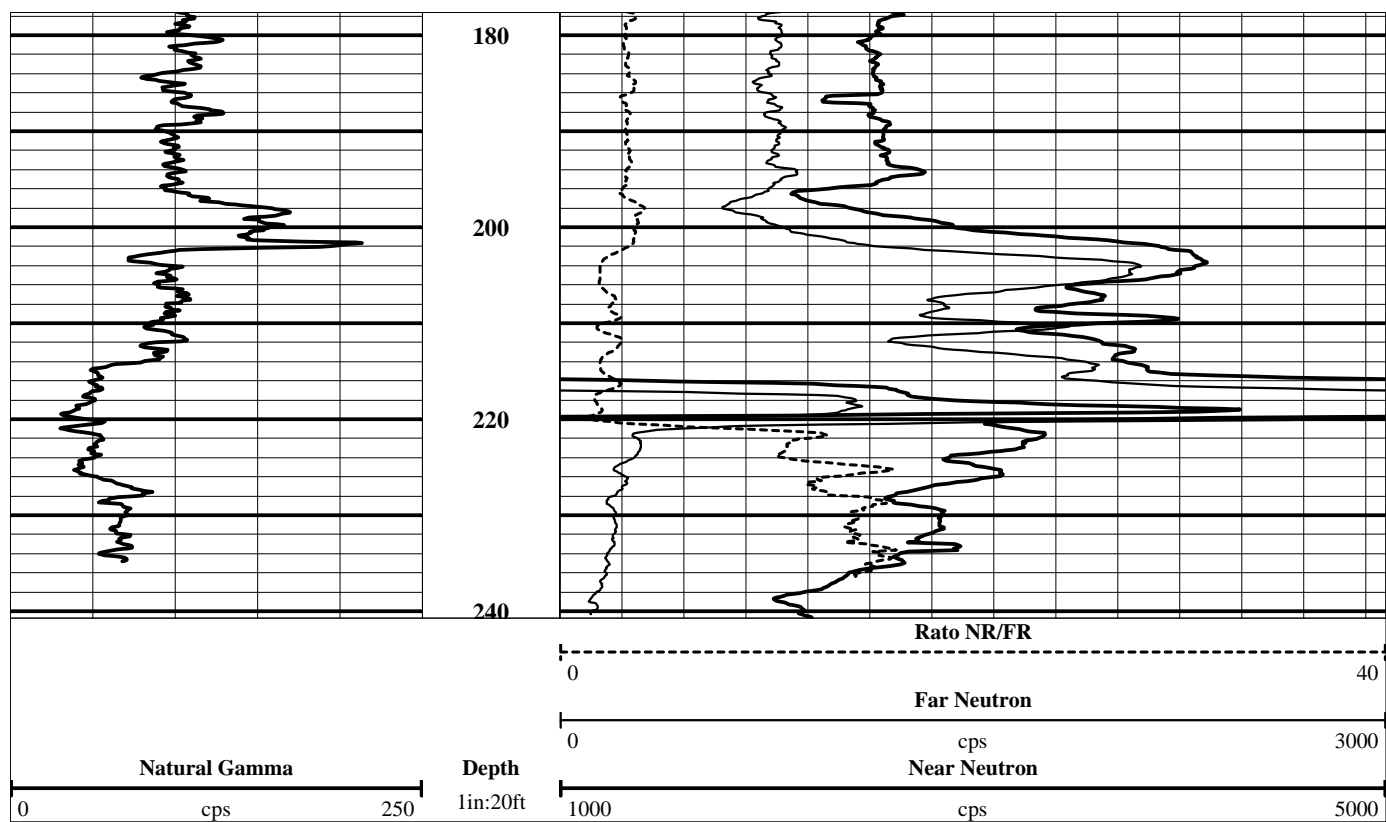 180
200
220
240
Rato NR/FR
0 40
Far Neutron
0 cps 3000
Natural Gamma Depth Near Neutron
0 cps 250 1in:20ft 1000 cps 5000